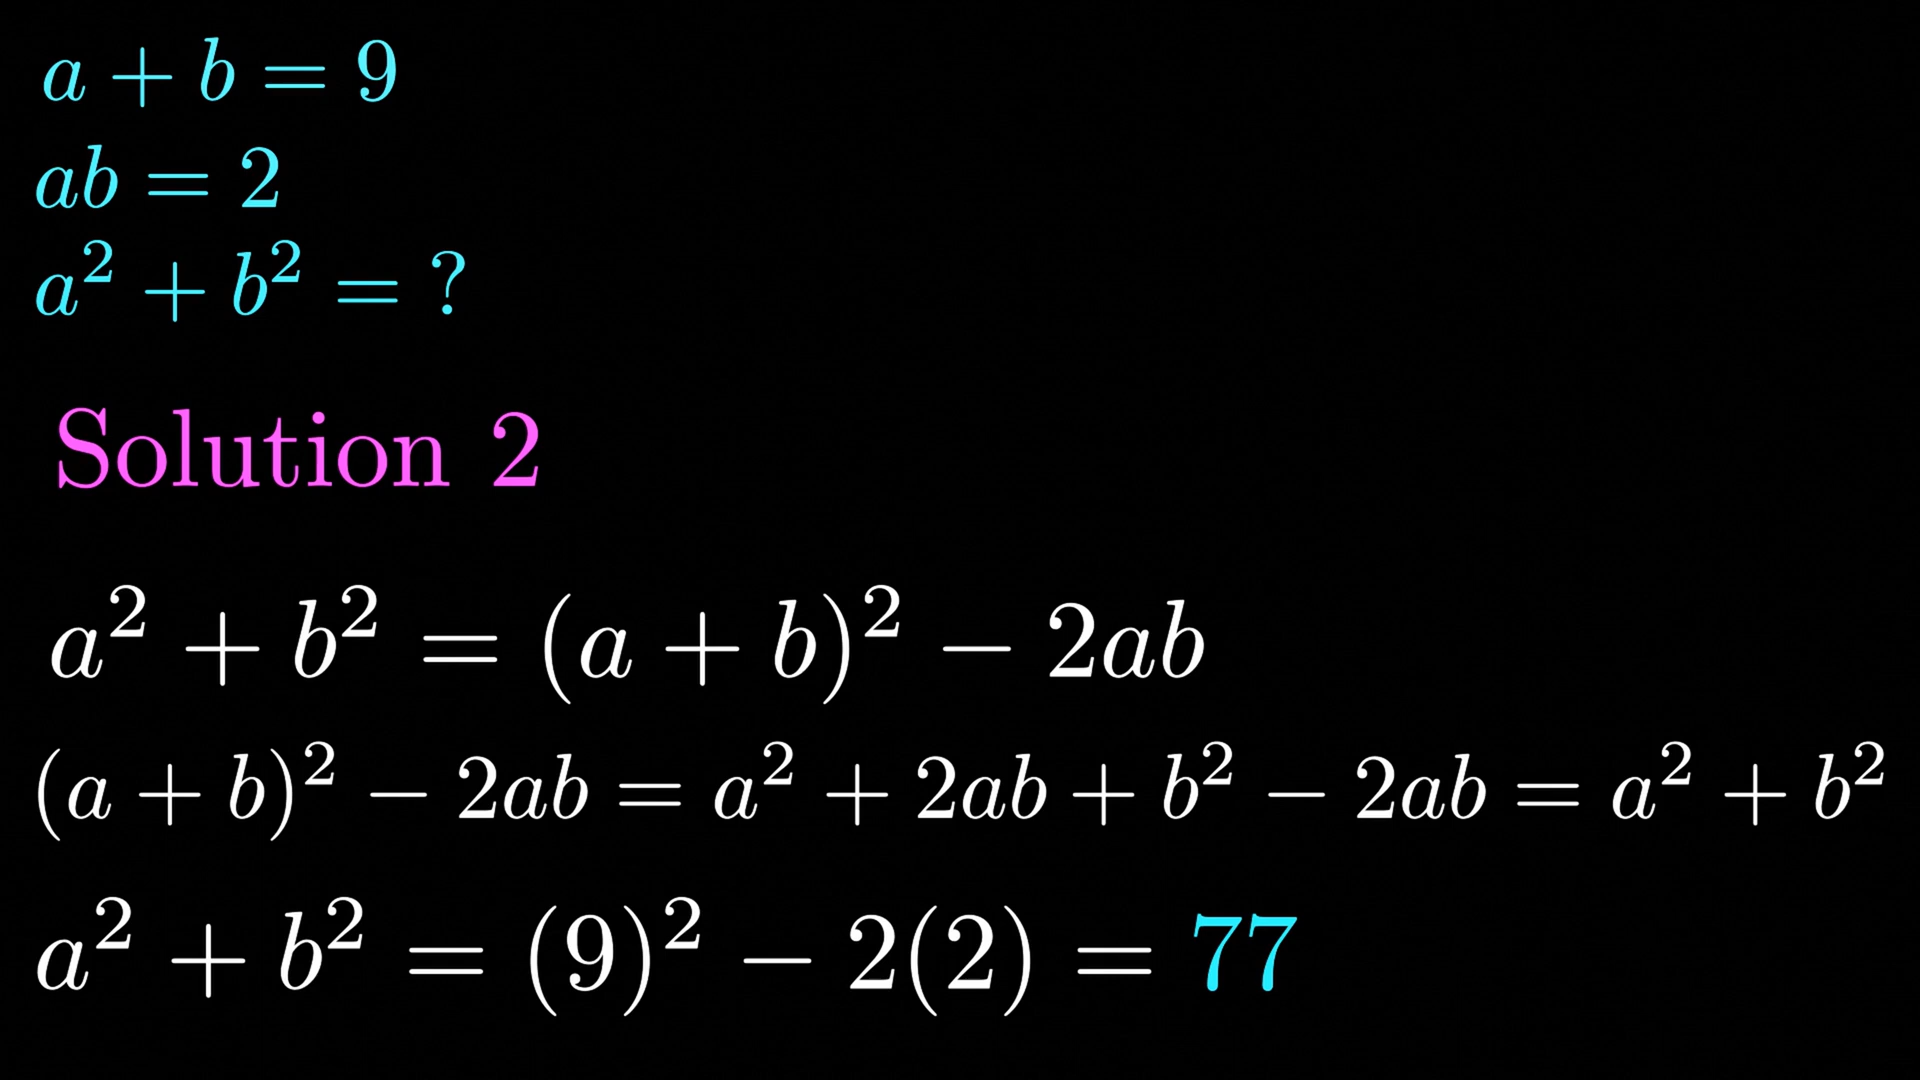 a + b = 9
ab = 2
a² + b² = ?
Solution 2
a² + b² = (a + b)² − 2ab
(a + b)² − 2ab = a² + 2ab + b² − 2ab = a² + b²
a² + b² = (9)² − 2(2) = 77